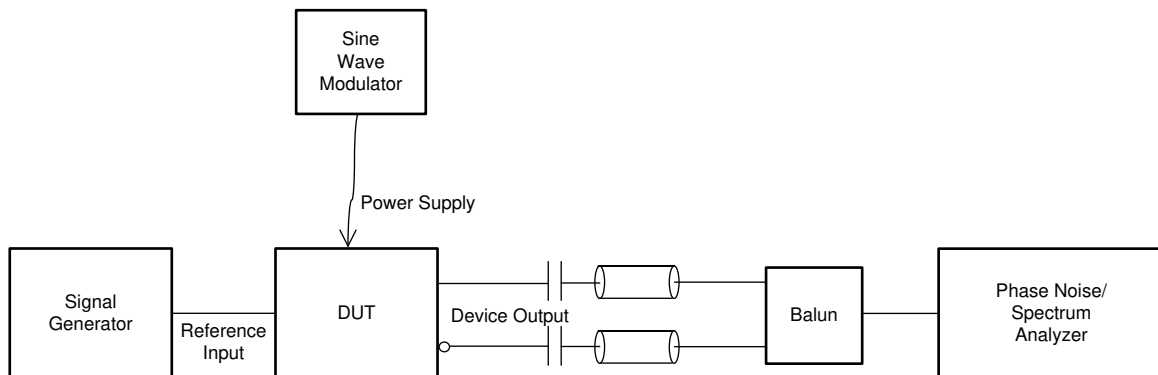 Sine
Wave
Modulator
Power Supply
Signal
Generator
Reference
Input
DUT
Device Output
Balun
Phase Noise/
Spectrum
Analyzer